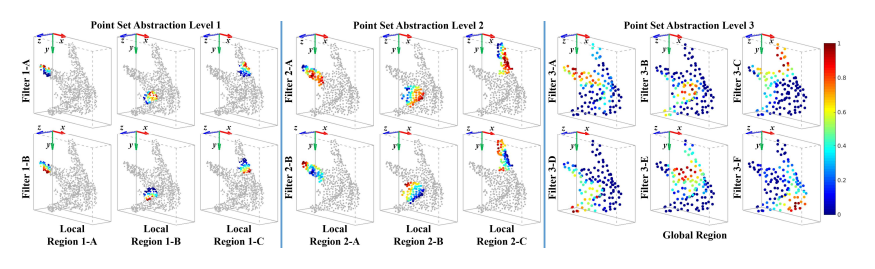 Point Set Abstraction Level 1
Point Set Abstraction Level 2
Point Set Abstraction Level 3
z x y z x y z x y
z x y z x y z x y
z x y z x y z x y
Filter 1-A
Filter 2-A
Filter 3-A
Filter 3-B
Filter 3-C
1
0.8
0.6
0.4
0.2
0
z x y z x y z x y
z x y z x y z x y
z x y z x y z x y
Filter 1-B
Filter 2-B
Filter 3-D
Filter 3-E
Filter 3-F
Local
Region 1-A
Local
Region 1-B
Local
Region 1-C
Local
Region 2-A
Local
Region 2-B
Local
Region 2-C
Global Region